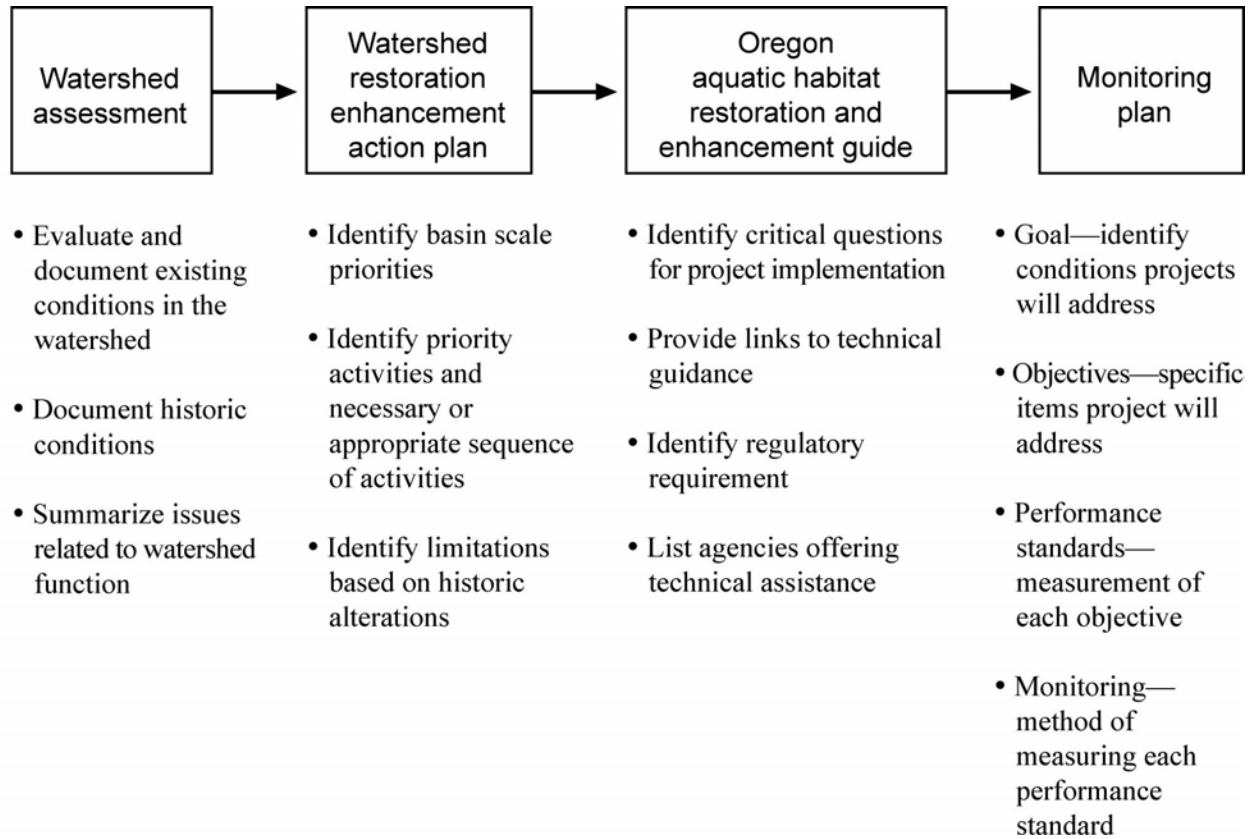 Watershed
assessment
Watershed
restoration
enhancement
action plan
Oregon
aquatic habitat
restoration and
enhancement guide
Monitoring
plan
• Evaluate and
document existing
conditions in the
watershed
• Document historic
conditions
• Summarize issues
related to watershed
function
• Identify basin scale
priorities
• Identify priority
activities and
necessary or
appropriate sequence
of activities
• Identify limitations
based on historic
alterations
• Identify critical questions
for project implementation
• Provide links to technical
guidance
• Identify regulatory
requirement
• List agencies offering
technical assistance
• Goal—identify
conditions projects
will address
• Objectives—specific
items project will
address
• Performance
standards—
measurement of
each objective
• Monitoring—
method of
measuring each
performance
standard